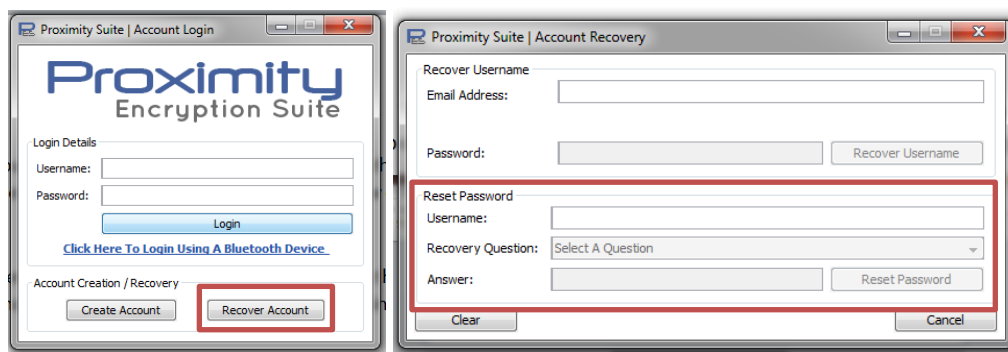 Proximity Suite | Account Login
Proximity
Encryption Suite
Login Details
Username:
Password:
Login
Click Here To Login Using A Bluetooth Device
Account Creation / Recovery
Create Account
Recover Account
Proximity Suite | Account Recovery
Recover Username
Email Address:
Password:
Recover Username
Reset Password
Username:
Recovery Question:
Select A Question
Answer:
Reset Password
Clear
Cancel